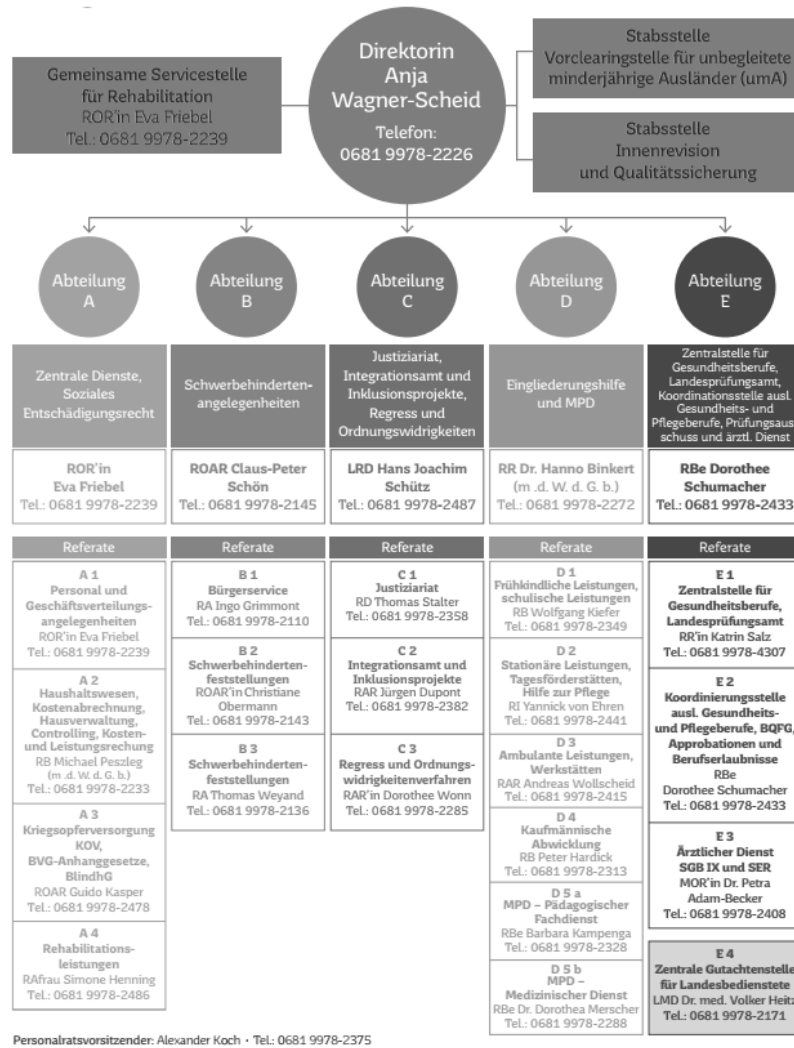 Gemeinsame Servicestelle
für Rehabilitation
ROR'in Eva Friebel
Tel.: 0681 9978-2239
Direktorin
Anja
Wagner-Scheid
Telefon:
0681 9978-2226
Stabsstelle
Vorclearingstelle für unbegleitete
minderjährige Ausländer (umA)
Stabsstelle
Innenrevision
und Qualitätssicherung
Abteilung
A
Zentrale Dienste,
Soziales
Entschädigungsrecht
ROR'in
Eva Friebel
Tel.: 0681 9978-2239
Referate
A 1
Personal und
Geschäftsverteilungs-
angelegenheiten
ROR'in Eva Friebel
Tel.: 0681 9978-2239
A 2
Haushaltswesen,
Kostenabrechnung,
Hausverwaltung,
Controlling, Kosten-
und Leistungsrechung
RB Michael Peszleg
(m .d. W. d. G. b.)
Tel.: 0681 9978-2233
A 3
Kriegsopferversorgung
KOV,
BVG-Anhanggesetze,
BlindhG
ROAR Guido Kasper
Tel.: 0681 9978-2478
A 4
Rehabilitations-
leistungen
RAfrau Simone Henning
Tel.: 0681 9978-2486
Abteilung
B
Schwerbehinderten-
angelegenheiten
ROAR Claus-Peter
Schön
Tel.: 0681 9978-2145
Referate
B 1
Bürgerservice
RA Ingo Grimmont
Tel.: 0681 9978-2110
B 2
Schwerbehinderten-
feststellungen
ROAR'in Christiane
Obermann
Tel.: 0681 9978-2143
B 3
Schwerbehinderten-
feststellungen
RA Thomas Weyand
Tel.: 0681 9978-2136
Abteilung
C
Justiziariat,
Integrationsamt und
Inklusionsprojekte,
Regress und
Ordnungswidrigkeiten
LRD Hans Joachim
Schütz
Tel.: 0681 9978-2487
Referate
C 1
Justiziariat
RD Thomas Stalter
Tel.: 0681 9978-2358
C 2
Integrationsamt und
Inklusionsprojekte
RAR Jürgen Dupont
Tel.: 0681 9978-2382
C 3
Regress und Ordnungs-
widrigkeitenverfahren
RAR'in Dorothee Wonn
Tel.: 0681 9978-2285
Abteilung
D
Eingliederungshilfe
und MPD
RR Dr. Hanno Binkert
(m .d. W. d. G. b.)
Tel.: 0681 9978-2272
Referate
D 1
Frühkindliche Leistungen,
schulische Leistungen
RB Wolfgang Kiefer
Tel.: 0681 9978-2349
D 2
Stationäre Leistungen,
Tagesförderstätten,
Hilfe zur Pflege
RI Yannick von Ehren
Tel.: 0681 9978-2441
D 3
Ambulante Leistungen,
Werkstätten
RAR Andreas Wollscheid
Tel.: 0681 9978-2415
D 4
Kaufmännische
Abwicklung
RB Peter Hardick
Tel.: 0681 9978-2313
D 5 a
MPD – Pädagogischer
Fachdienst
RBe Barbara Kampenga
Tel.: 0681 9978-2328
D 5 b
MPD –
Medizinischer Dienst
RBe Dr. Dorothea Merscher
Tel.: 0681 9978-2288
Abteilung
E
Zentralstelle für
Gesundheitsberufe,
Landesprüfungsamt,
Koordinationsstelle ausl.
Gesundheits- und
Pflegeberufe, Prüfungsaus-
schuss und ärztl. Dienst
RBe Dorothee
Schumacher
Tel.: 0681 9978-2433
Referate
E 1
Zentralstelle für
Gesundheitsberufe,
Landesprüfungsamt
RR'in Katrin Salz
Tel.: 0681 9978-4307
E 2
Koordinierungsstelle
ausl. Gesundheits-
und Pflegeberufe, BQFG,
Approbationen und
Berufserlaubnisse
RBe
Dorothee Schumacher
Tel.: 0681 9978-2433
E 3
Ärztlicher Dienst
SGB IX und SER
MOR'in Dr. Petra
Adam-Becker
Tel.: 0681 9978-2408
E 4
Zentrale Gutachtenstelle
für Landesbedienstete
LMD Dr. med. Volker Heitz
Tel.: 0681 9978-2171
Personalratsvorsitzender: Alexander Koch · Tel.: 0681 9978-2375